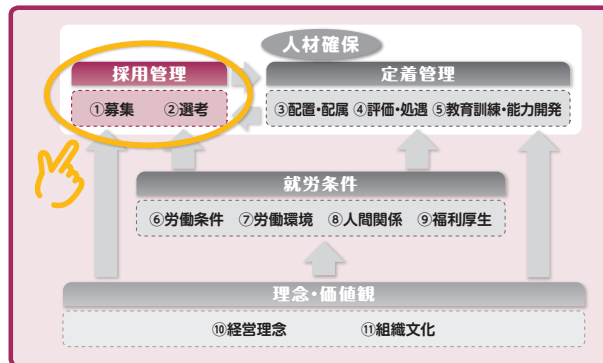 人材確保
採用管理
定着管理
①募集 ②選考
③配置・配属 ④評価・処遇 ⑤教育訓練・能力開発
就労条件
⑥労働条件 ⑦労働環境 ⑧人間関係 ⑨福利厚生
理念・価値観
⑩経営理念 ⑪組織文化